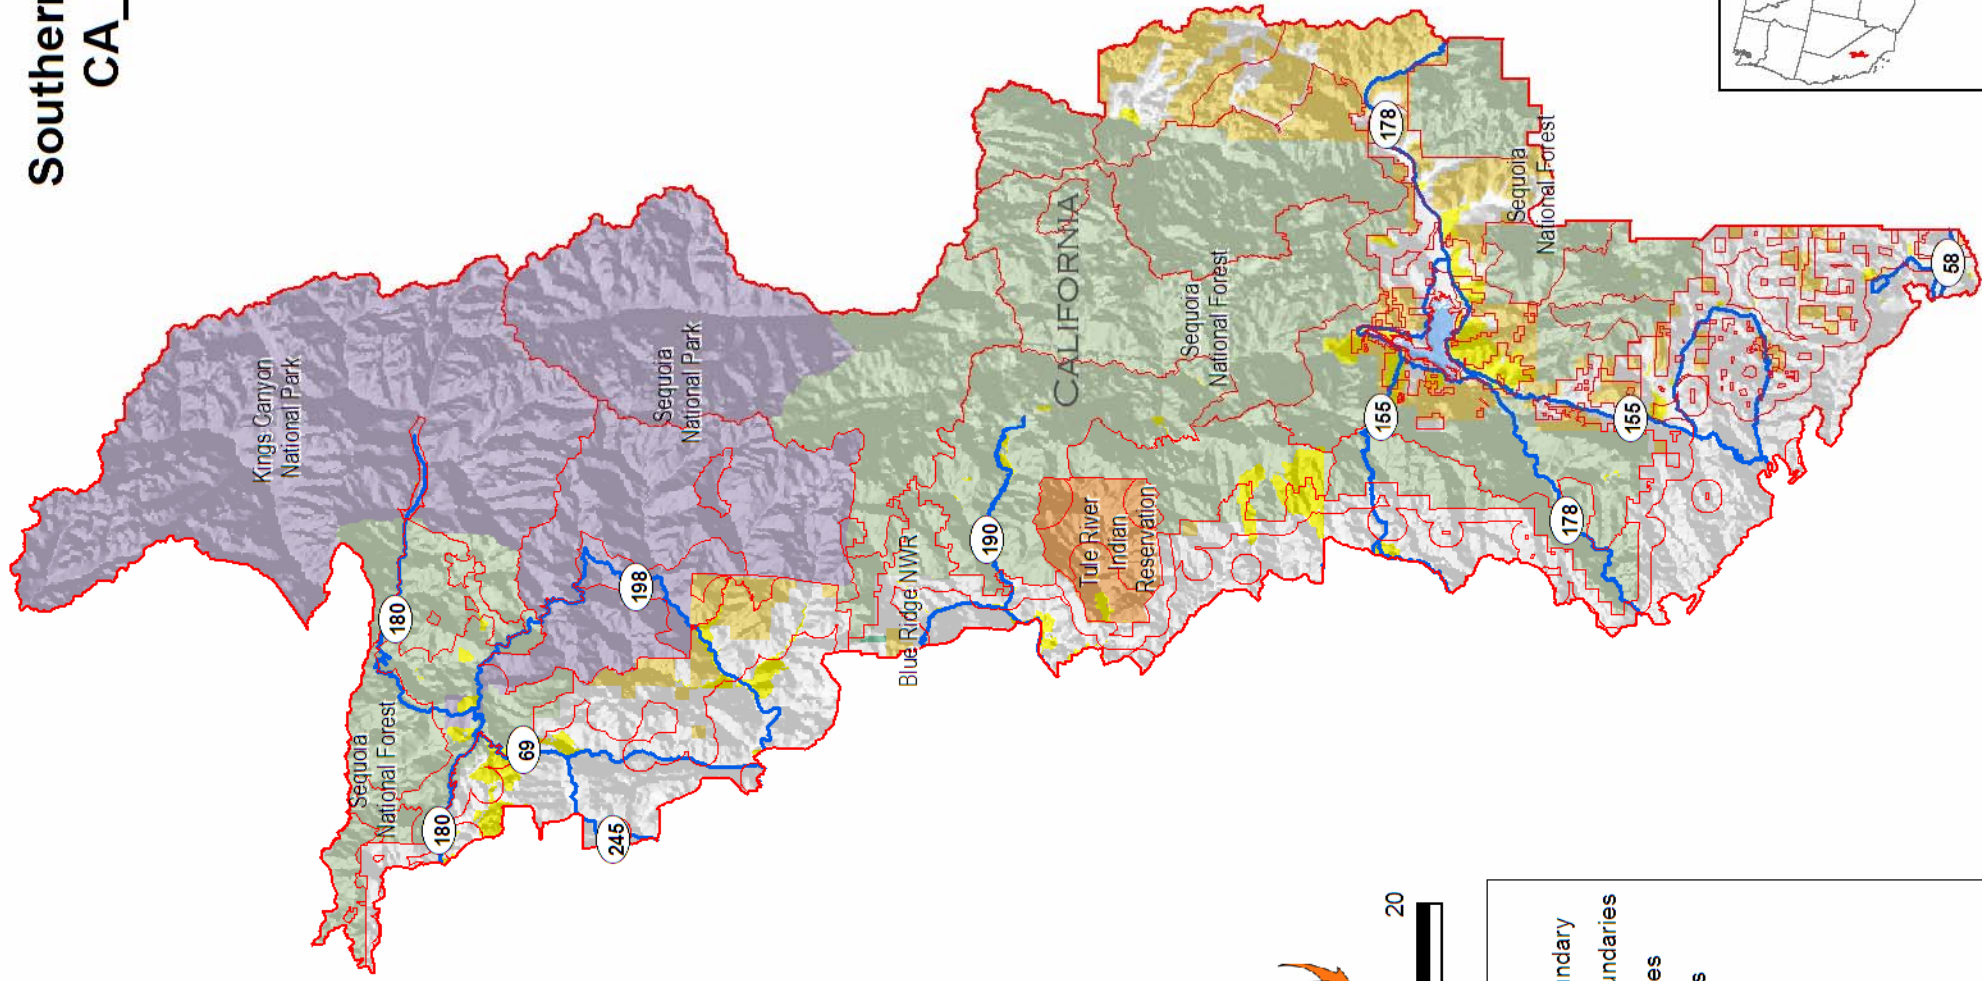 Southern
CA_
Kings Canyon
National Park
Sequoia
National Park
180
198
Sequoia
National Forest
180
69
245
Blue Ridge NWR
190
Tule River
Indian
Reservation
CALIFORNIA
Sequoia
National Forest
178
Sequoia
National Forest
155
155
178
58
20
ndary
undaries
es
s